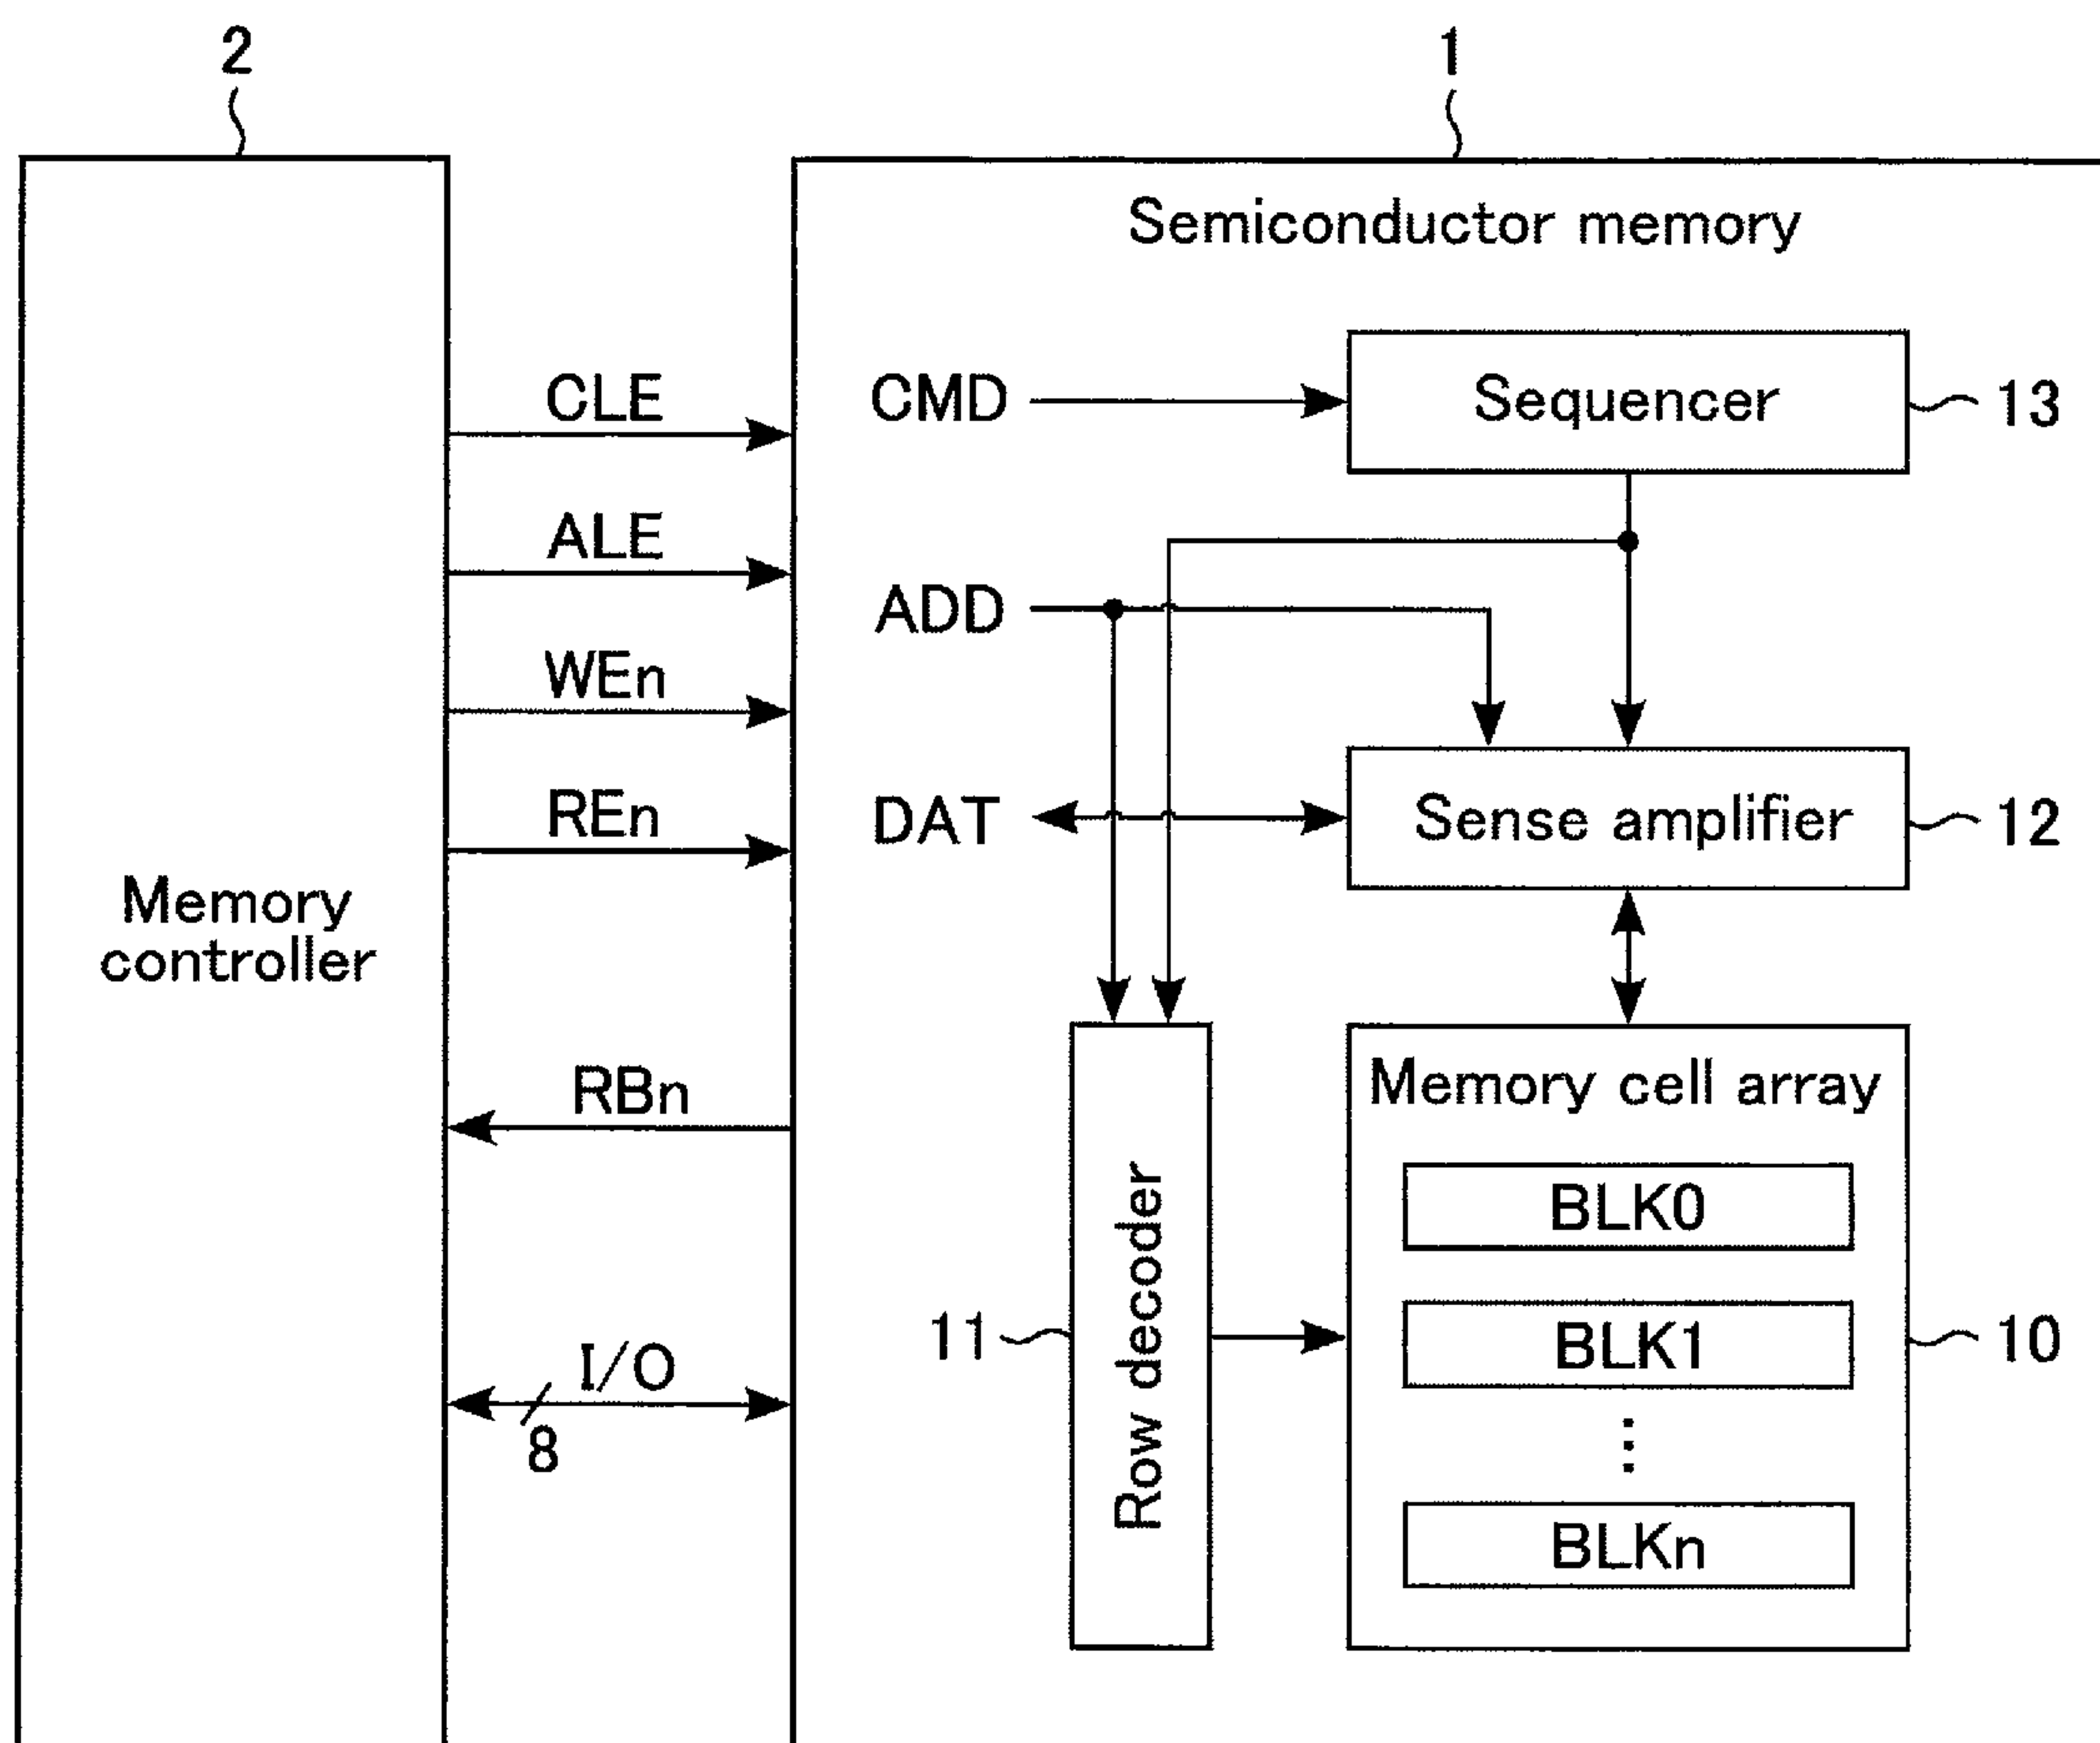 2
1
Semiconductor memory
CLE
CMD
Sequencer
13
ALE
ADD
WEn
REn
DAT
Sense amplifier
12
Memory
controller
RBn
Memory cell array
BLK0
Row decoder
11
BLK1
10
I/O
8
BLKn